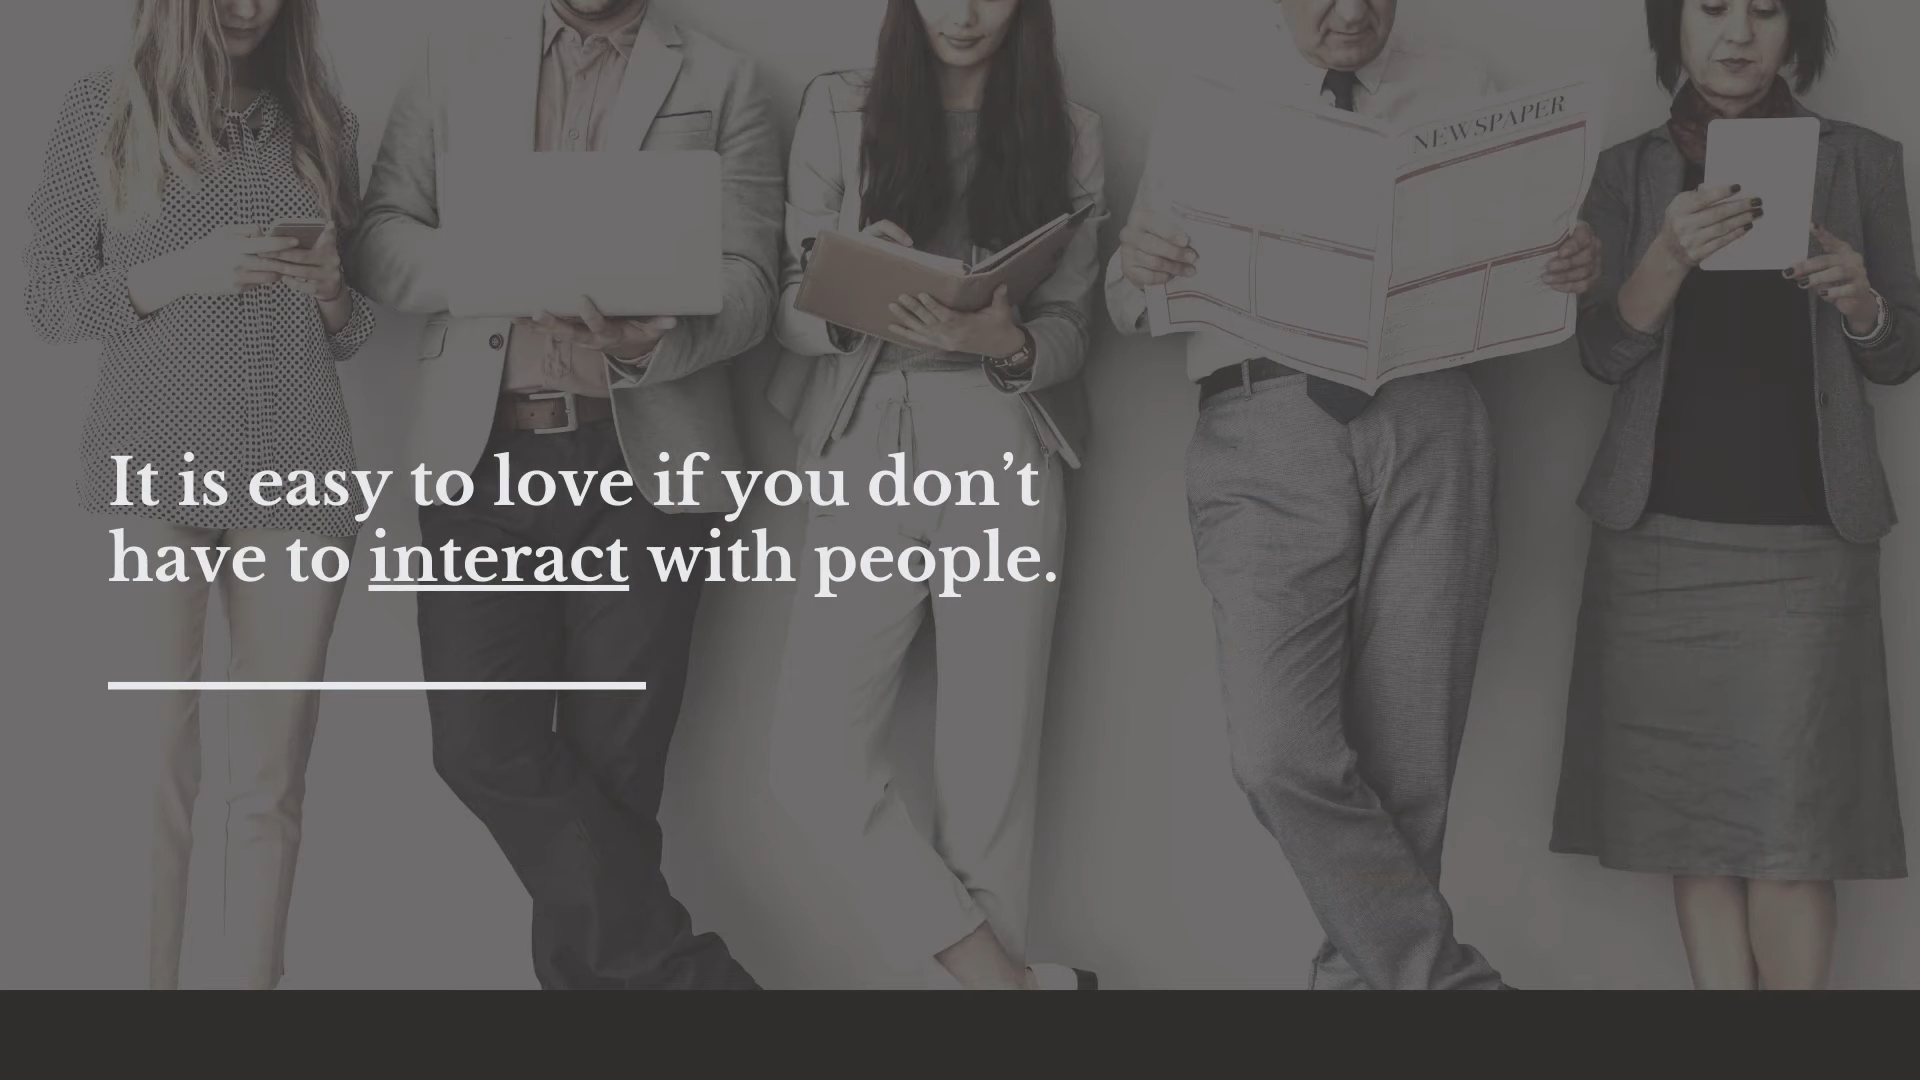 NEWSPAPER
It is easy to love if you don’t
have to interact with people.